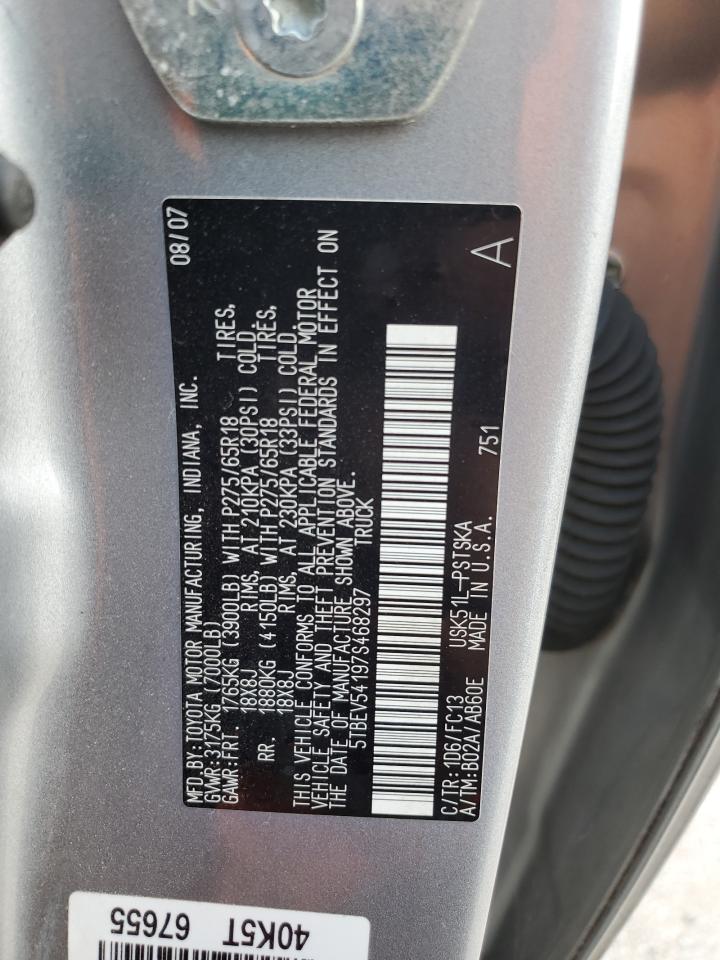 08/07
MFD.BY:TOYOTA MOTOR MANUFACTURING, INDIANA, INC.
GVWR:3175KG (7000LB)
GAWR:FRT. 1765KG (3900LB) WITH P275/65R18 TIRES,
18X8J RIMS, AT 210KPA (30PSI) COLD.
RR. 1880KG (4150LB) WITH P275/65R18 TIRES,
18X8J RIMS, AT 230KPA (33PSI) COLD.
THIS VEHICLE CONFORMS TO ALL APPLICABLE FEDERAL MOTOR
VEHICLE SAFETY AND THEFT PREVENTION STANDARDS IN EFFECT ON
THE DATE OF MANUFACTURE SHOWN ABOVE.
5TBEV54197S468297 TRUCK
C/TR:1D6/FC13 USK51L-PSTSKA 751
A/TM:B02A/AB60E MADE IN U.S.A.
A
40K5T 67655